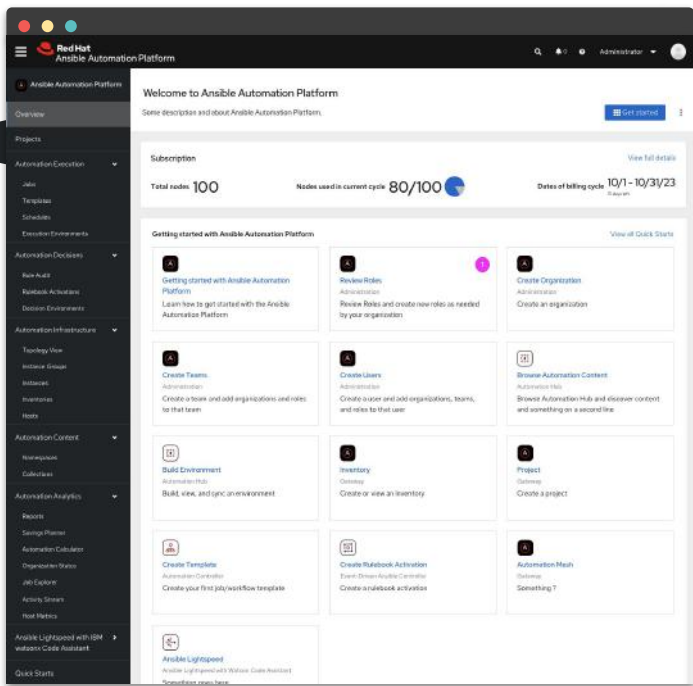 Red Hat
Ansible Automation Platform
Administrator
Ansible Automation Platform
Overview
Projects
Automation Execution
Jobs
Templates
Schedules
Execution Environments
Automation Decisions
Rule Audit
Rulebook Activations
Decision Environments
Automation Infrastructure
Topology View
Instance Groups
Instances
Inventories
Hosts
Automation Content
Namespaces
Collections
Automation Analytics
Reports
Savings Planner
Automation Calculator
Organization Status
Job Explorer
Activity Stream
Host Metrics
Ansible Lightspeed with IBM
watsonx Code Assistant
Quick Starts
Welcome to Ansible Automation Platform
Some description and about Ansible Automation Platform.
Get started
Subscription
View full details
Total nodes 100
Nodes used in current cycle 80/100
Dates of billing cycle 10/1 - 10/31/23
Getting started with Ansible Automation Platform
View all Quick Starts
Getting started with Ansible Automation
Platform
Learn how to get started with the Ansible
Automation Platform
1
Review Roles
Administration
Review Roles and create new roles as needed
by your organization
Create Organization
Administration
Create an organization
Create Teams
Administration
Create a team and add organizations and roles
to that team
Create Users
Administration
Create a user and add organizations, teams,
and roles to that user
Browse Automation Content
Automation Hub
Browse Automation Hub and discover content
and something on a second line
Build Environment
Automation Hub
Build, view, and sync an environment
Inventory
Gateway
Create or view an Inventory
Project
Gateway
Create a project
Create Template
Automation Controller
Create your first job/workflow template
Create Rulebook Activation
Event-Driven Ansible Controller
Create a rulebook activation
Automation Mesh
Gateway
Something ?
Ansible Lightspeed
Ansible Lightspeed with Watson Code Assistant
Something goes here